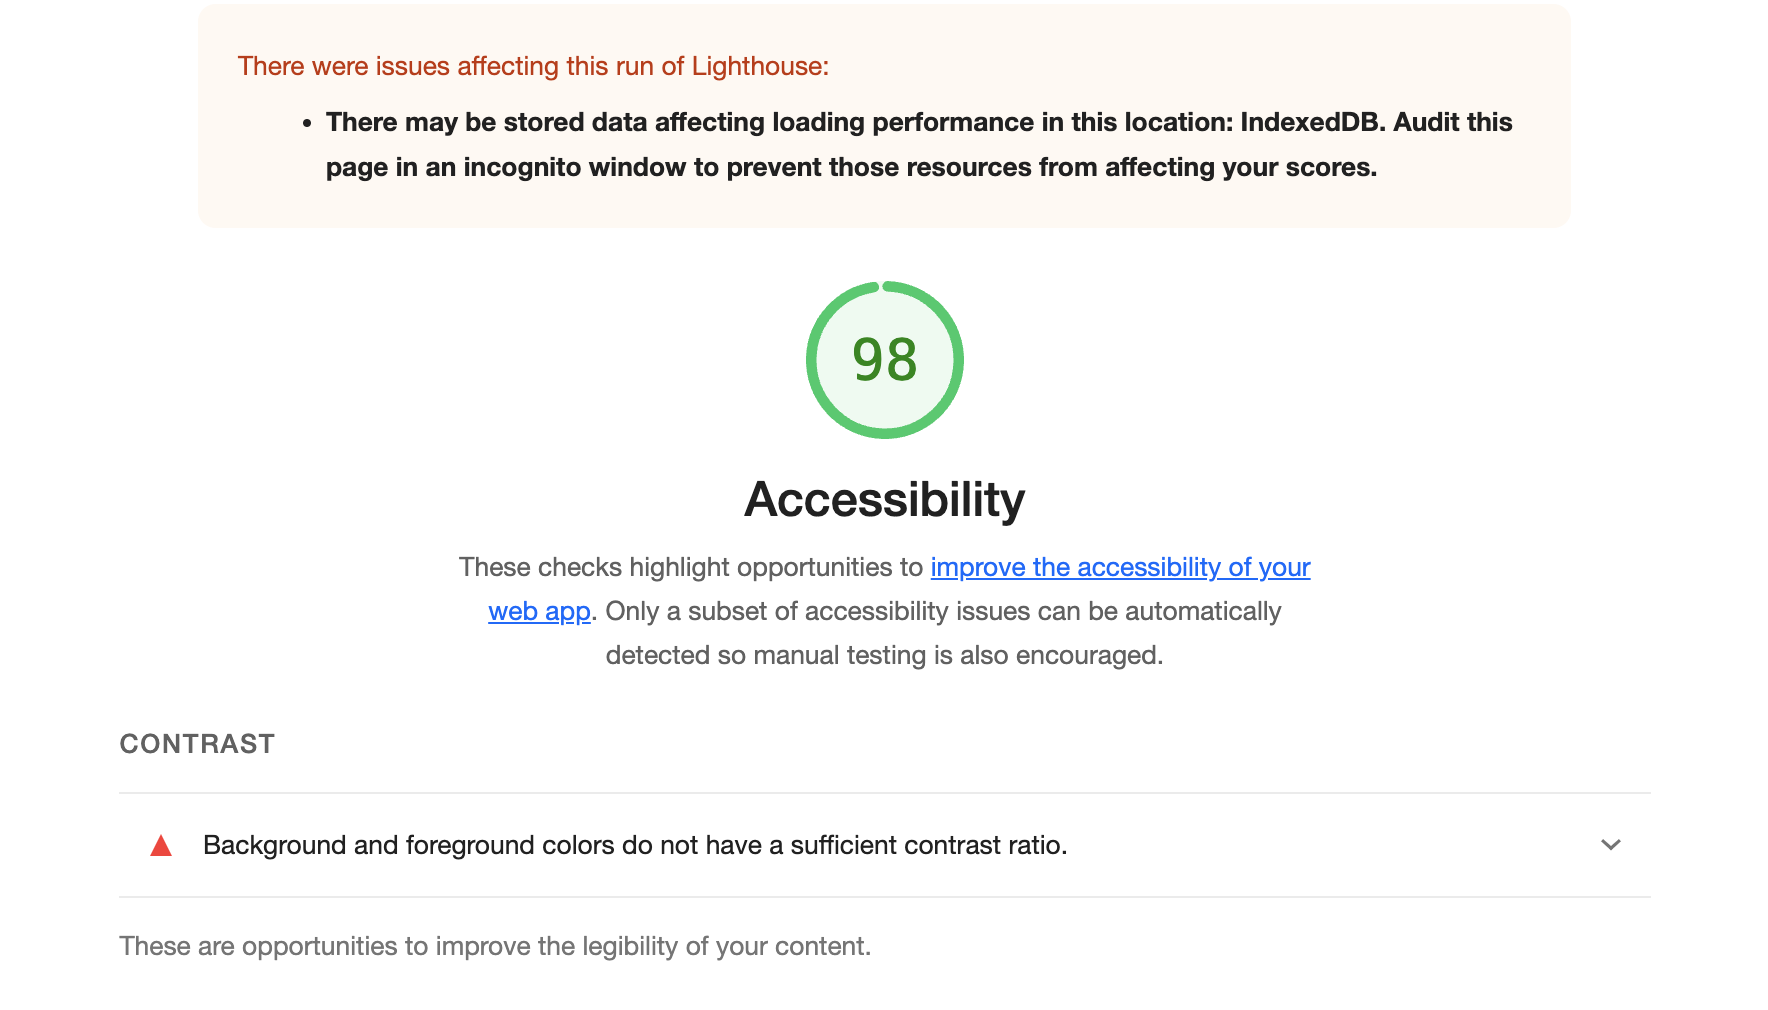 There were issues affecting this run of Lighthouse:
• There may be stored data affecting loading performance in this location: IndexedDB. Audit this
page in an incognito window to prevent those resources from affecting your scores.
98
Accessibility
These checks highlight opportunities to improve the accessibility of your
web app. Only a subset of accessibility issues can be automatically
detected so manual testing is also encouraged.
CONTRAST
Background and foreground colors do not have a sufficient contrast ratio.
These are opportunities to improve the legibility of your content.